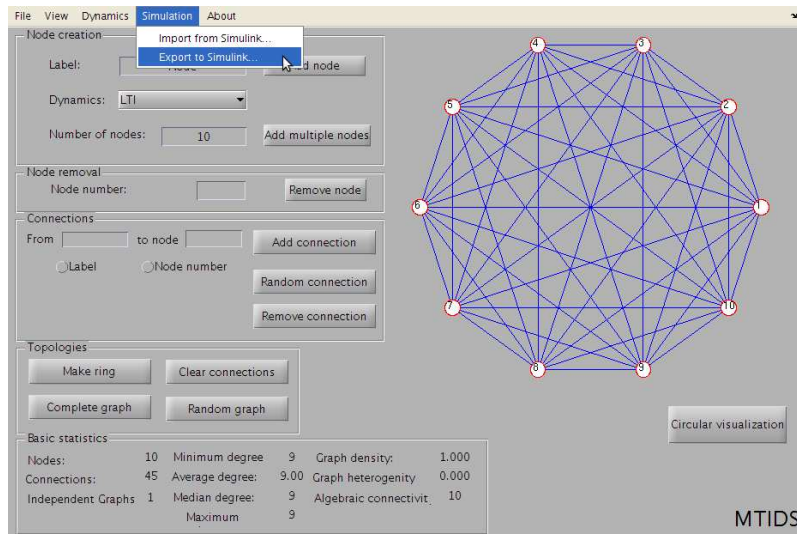 File View Dynamics Simulation About
Import from Simulink...
Export to Simulink...
Node creation
Label:
d node
Dynamics: LTI
Number of nodes: 10 Add multiple nodes
Node removal
Node number: Remove node
Connections
From to node Add connection
Label Node number
Random connection
Remove connection
Topologies
Make ring Clear connections
Complete graph Random graph
Basic statistics
Nodes: 10 Minimum degree 9 Graph density: 1.000
Connections: 45 Average degree: 9.00 Graph heterogenity 0.000
Independent Graphs 1 Median degree: 9 Algebraic connectivit 10
Maximum 9
4 3
5 2
6 1
7 10
8 9
Circular visualization
MTIDS